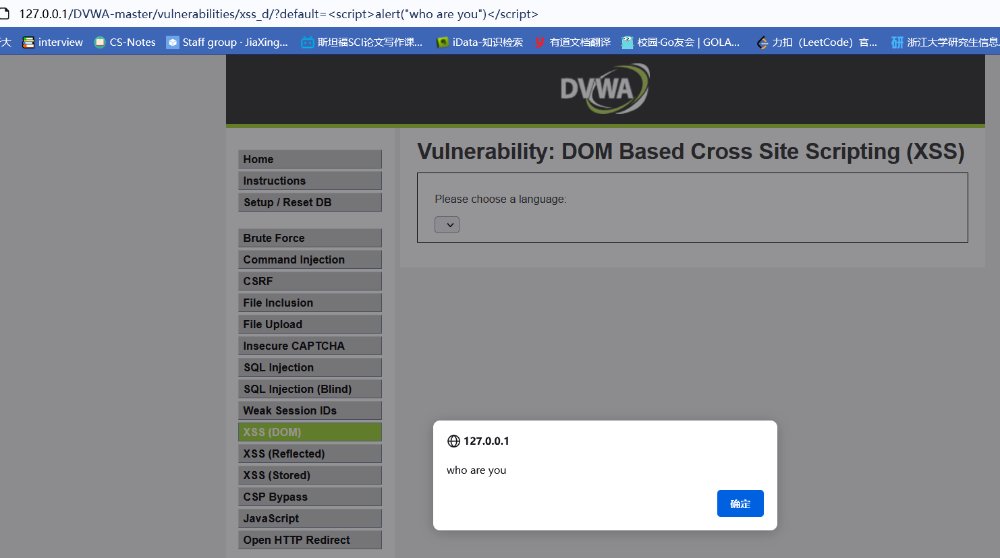 127.0.0.1/DVWA-master/vulnerabilities/xss_d/?default=<script>alert("who are you")</script>
大 interview CS-Notes Staff group · JiaXing... 斯坦福SCI论文写作课... iData-知识检索 有道文档翻译 校园·Go友会 | GOLA... 力扣（LeetCode）官... 浙江大学研究生信息
DVWA
Vulnerability: DOM Based Cross Site Scripting (XSS)
Please choose a language:
Home
Instructions
Setup / Reset DB
Brute Force
Command Injection
CSRF
File Inclusion
File Upload
Insecure CAPTCHA
SQL Injection
SQL Injection (Blind)
Weak Session IDs
XSS (DOM)
XSS (Reflected)
XSS (Stored)
CSP Bypass
JavaScript
Open HTTP Redirect
127.0.0.1
who are you
确定